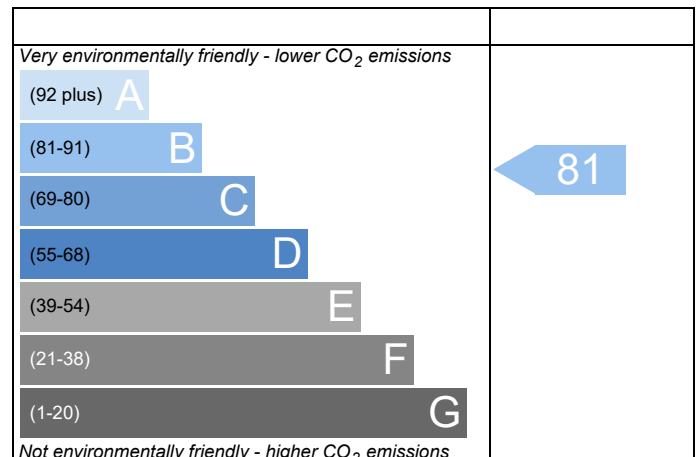 Very environmentally friendly - lower CO2 emissions
(92 plus) A
(81-91) B
81
(69-80) C
(55-68) D
(39-54) E
(21-38) F
(1-20) G
Not environmentally friendly - higher CO2 emissions